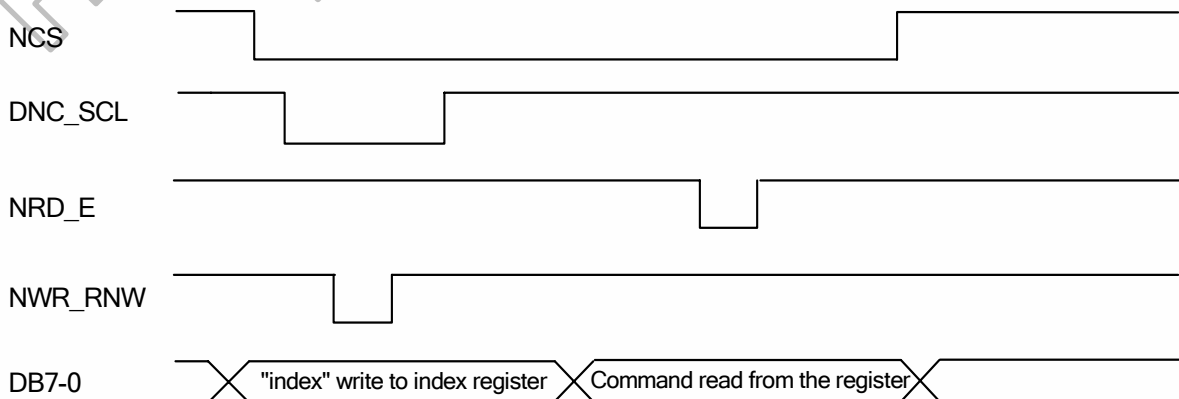 NCS
DNC_SCL
NRD_E
NWR_RNW
DB7-0 "index" write to index register Command read from the register